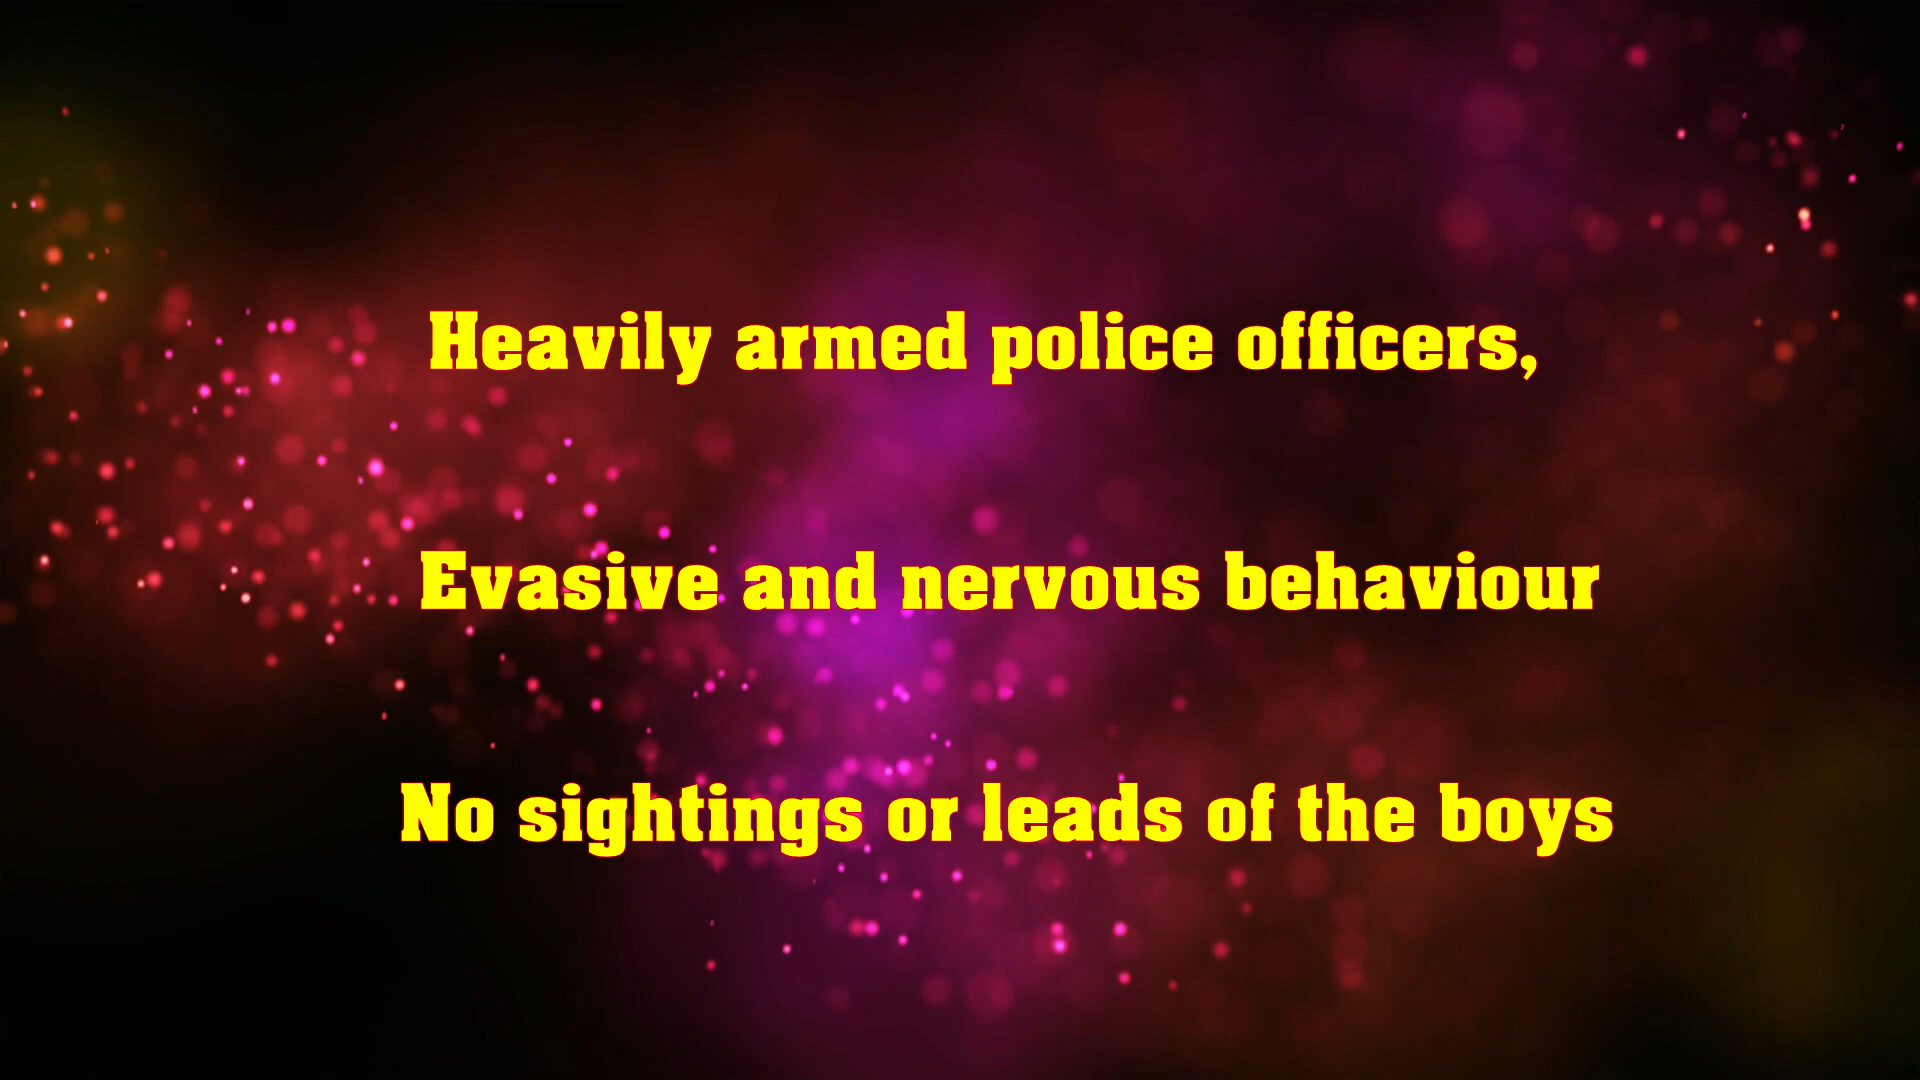 Heavily armed police officers,
Evasive and nervous behaviour
No sightings or leads of the boys